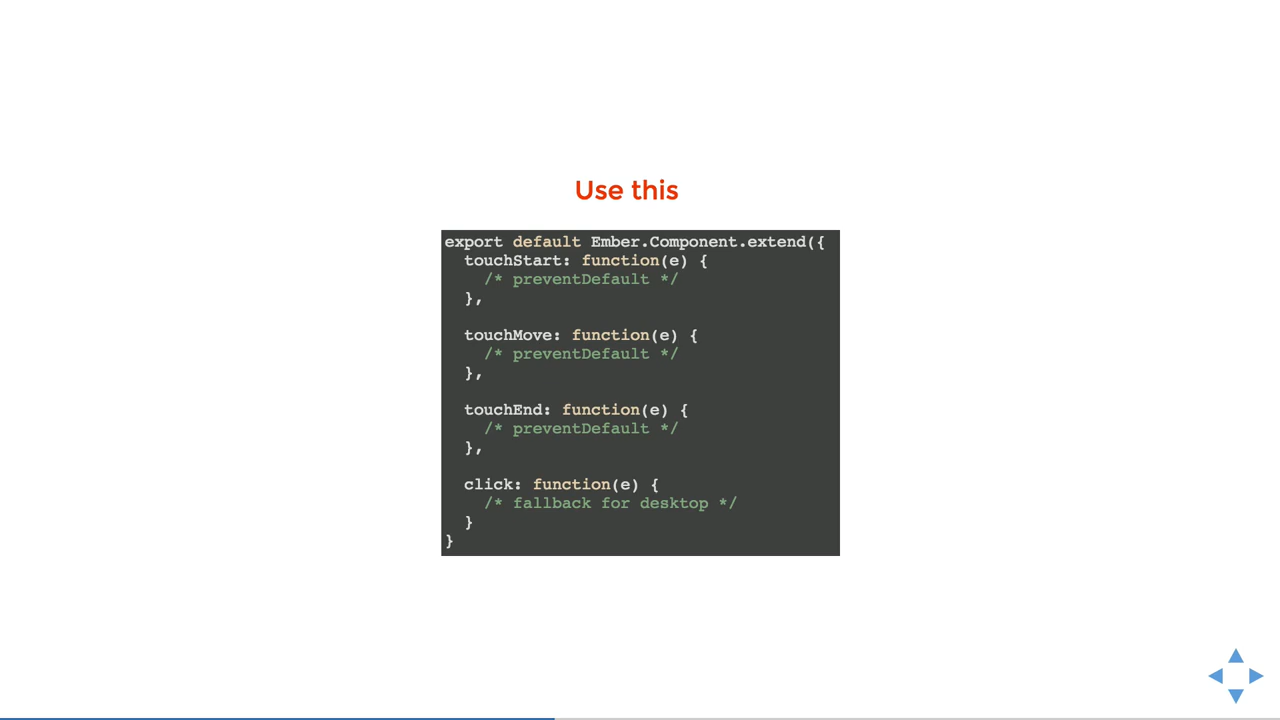 Use this
export default Ember.Component.extend({
  touchStart: function(e) {
    /* preventDefault */
  },
  touchMove: function(e) {
    /* preventDefault */
  },
  touchEnd: function(e) {
    /* preventDefault */
  },
  click: function(e) {
    /* fallback for desktop */
  }
}